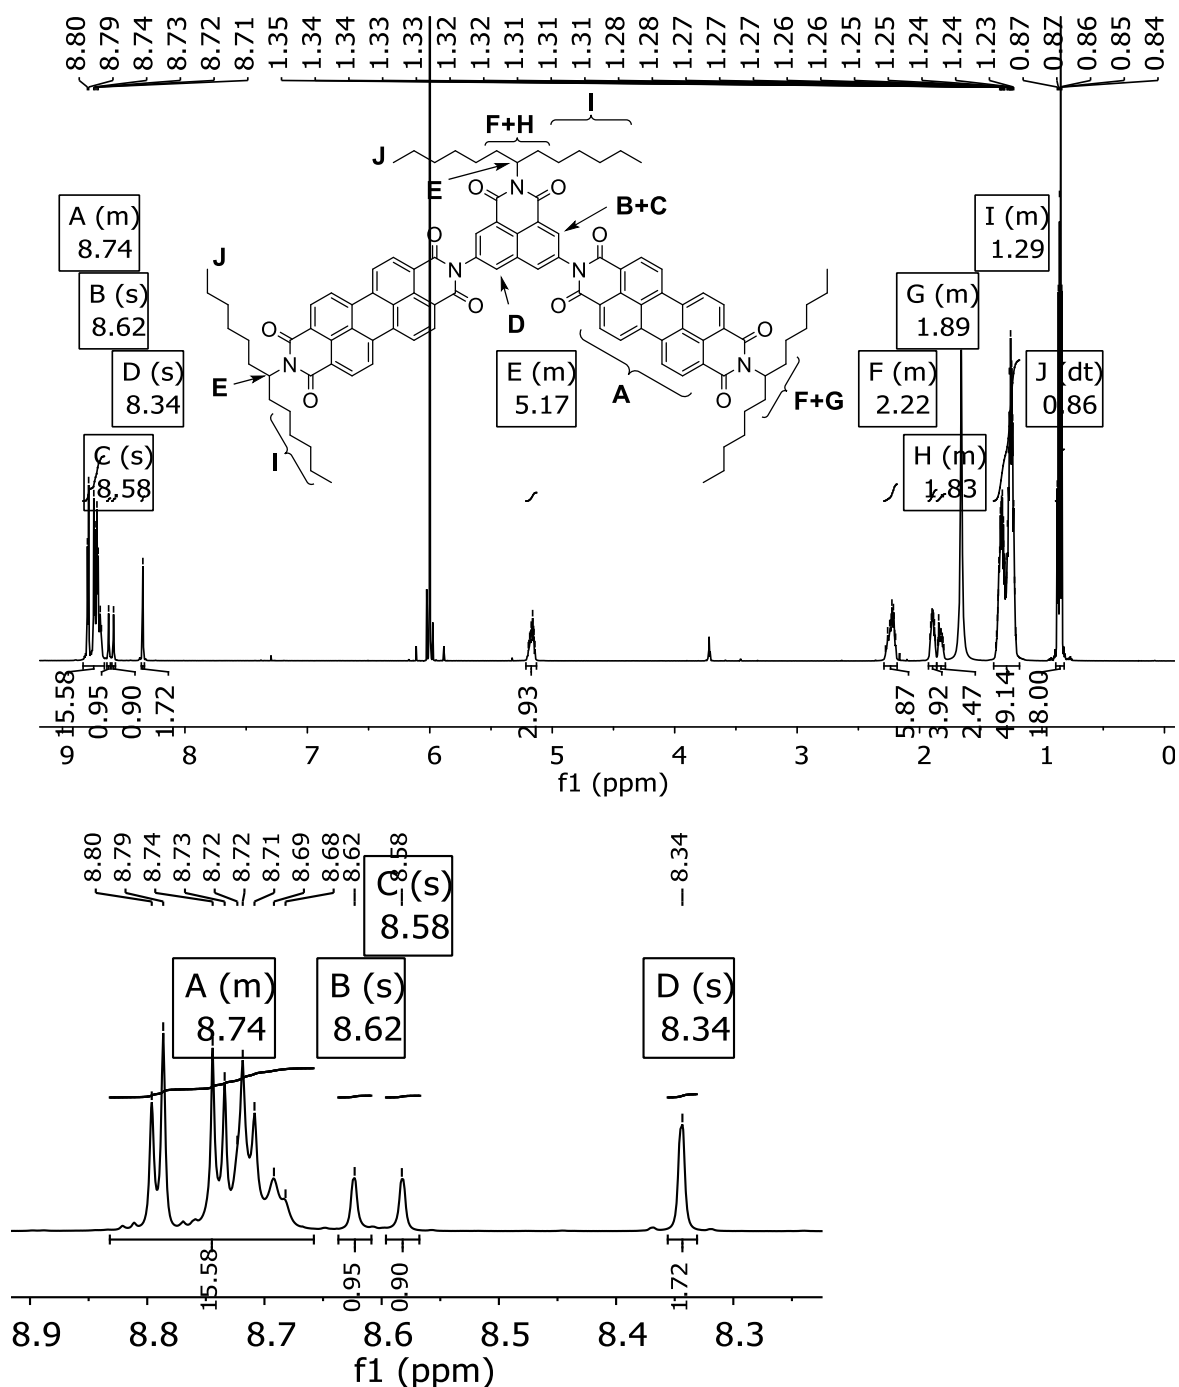 8.80 8.79 8.74 8.73 8.72 8.71 1.35 1.34 1.34 1.33 1.33 1.32 1.32 1.31 1.31 1.28 1.28 1.27 1.27 1.26 1.26 1.25 1.25 1.24 1.24 1.23 0.87 0.87 0.86 0.85 0.84
I
F+H
J
E
N
O O
B+C
A (m)
8.74
I (m)
1.29
J
O O
N N
O O
B (s)
8.62
G (m)
1.89
D
O O
N N
O O
D (s)
8.34
E
E (m)
5.17
A
F+G
F (m)
2.22
J (dt)
0.86
C (s)
8.58
I
H (m)
1.83
15.58 0.95 0.90 1.72 2.93 5.87 3.92 2.47 49.14 18.00
9 8 7 6 5 4 3 2 1 0
f1 (ppm)
8.80 8.79 8.74 8.73 8.72 8.72 8.71 8.69 8.68 8.62 8.58 8.34
C (s)
8.58
A (m)
8.74
B (s)
8.62
D (s)
8.34
15.58 0.95 0.90 1.72
8.9 8.8 8.7 8.6 8.5 8.4 8.3
f1 (ppm)